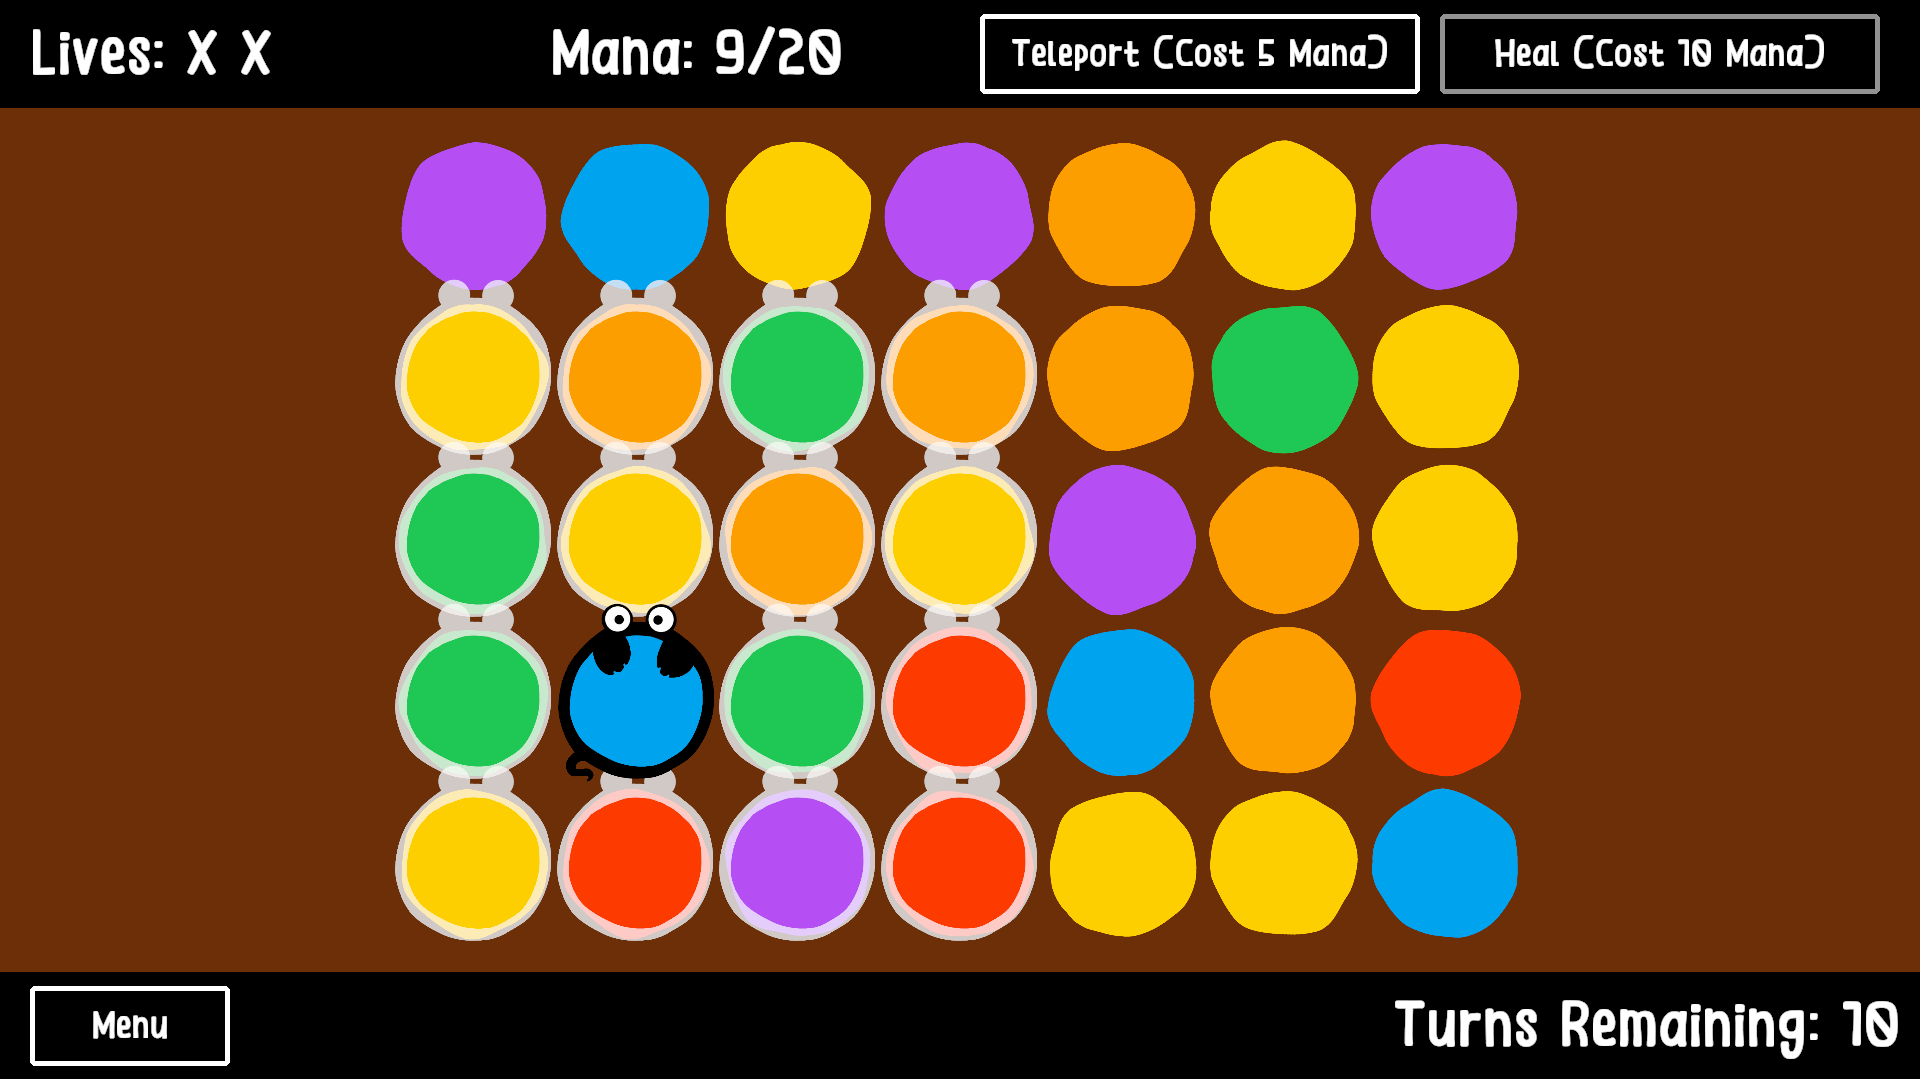 Lives: X X
Mana: 9/20
Teleport (Cost 5 Mana)
Heal (Cost 10 Mana)
Menu
Turns Remaining: 10